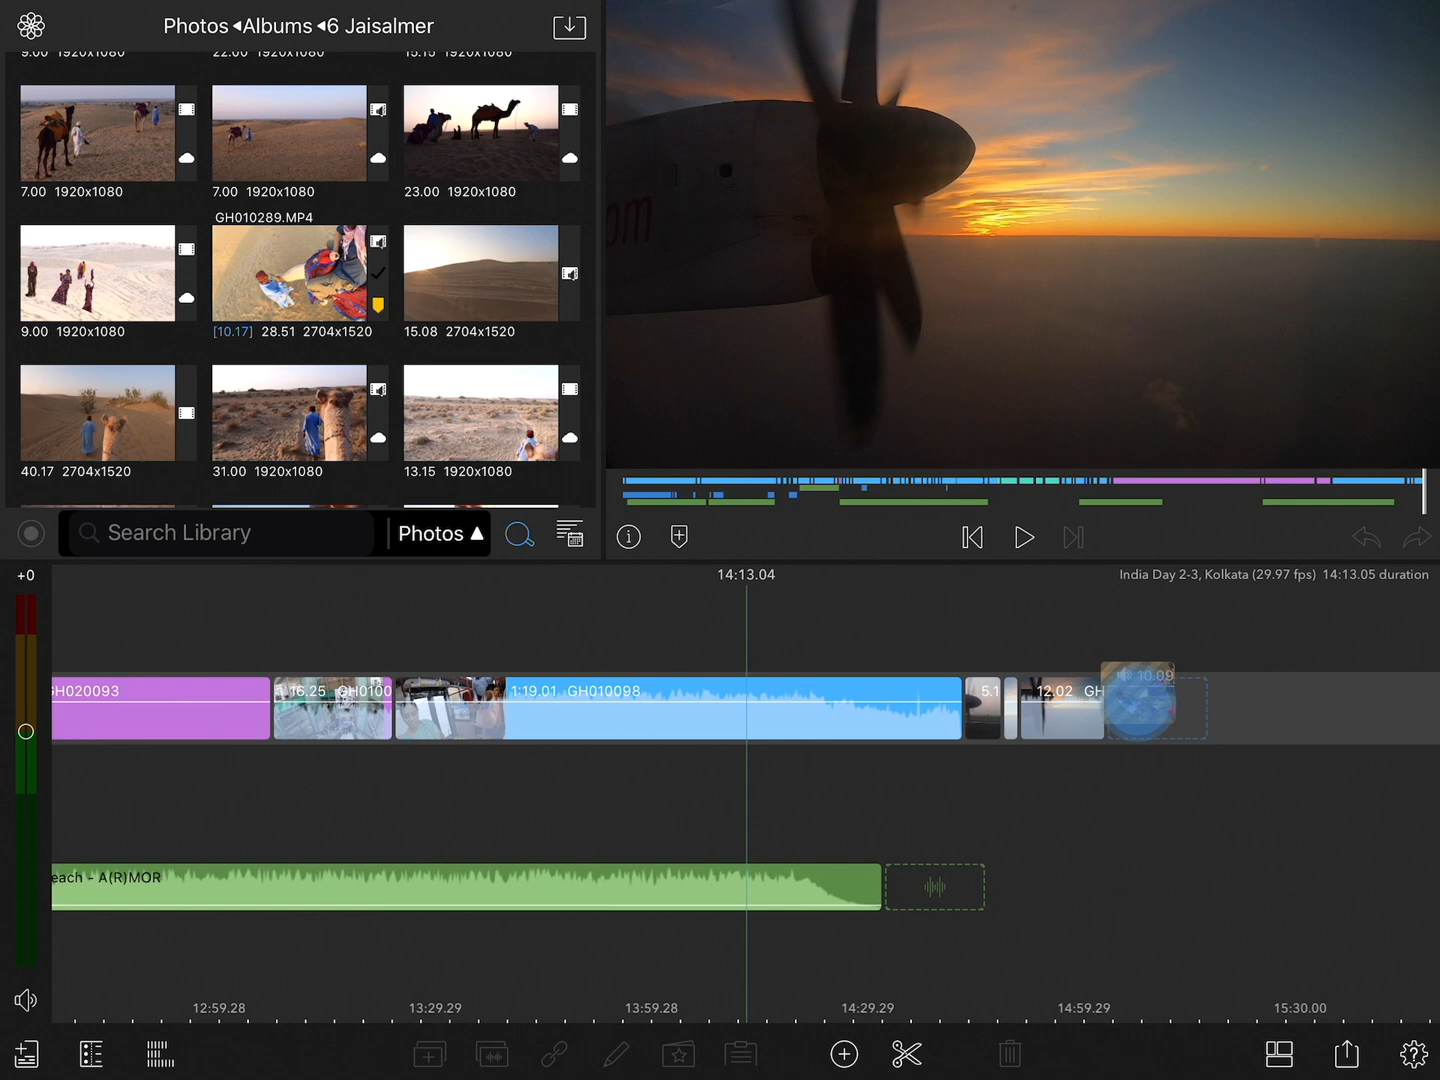 Photos ◀Albums ◀6 Jaisalmer
9.00 1920x1080
22.00 1920x1080
15.15 1920x1080
7.00 1920x1080
7.00 1920x1080
23.00 1920x1080
GH010289.MP4
9.00 1920x1080
[10.17] 28.51 2704x1520
15.08 2704x1520
40.17 2704x1520
31.00 1920x1080
13.15 1920x1080
Search Library
Photos ▲
om
+0
14:13.04
India Day 2-3, Kolkata (29.97 fps) 14:13.05 duration
GH020093
16.25 GH0100
1:19.01 GH010098
5.1
12.02 GH
10.09
each - A(R)MOR
12:59.28
13:29.29
13:59.28
14:29.29
14:59.29
15:30.00